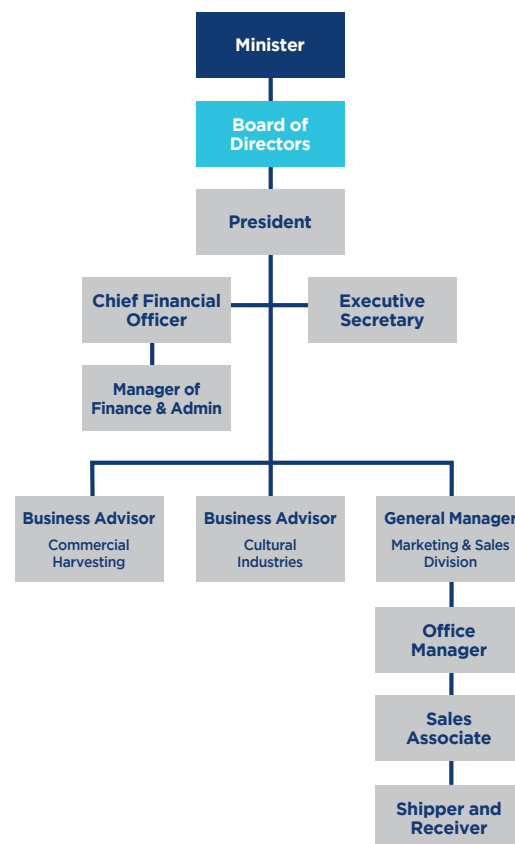 Minister
Board of
Directors
President
Chief Financial
Officer
Executive
Secretary
Manager of
Finance & Admin
Business Advisor
Commercial
Harvesting
Business Advisor
Cultural
Industries
General Manager
Marketing & Sales
Division
Office
Manager
Sales
Associate
Shipper and
Receiver